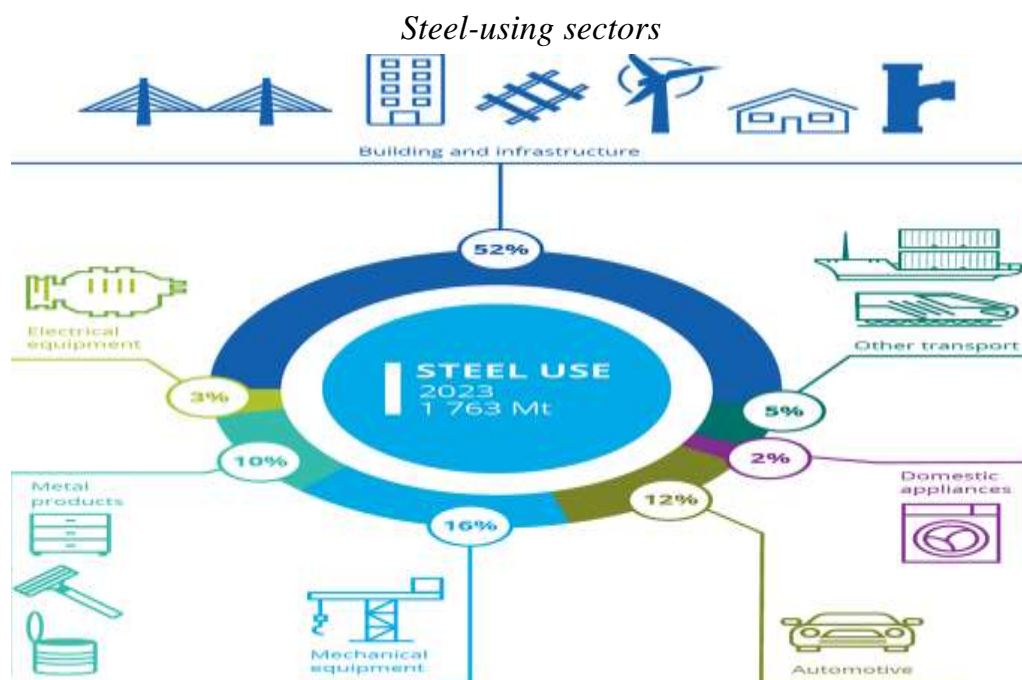 Steel-using sectors
Building and infrastructure
52%
Electrical
equipment
Other transport
STEEL USE
2023
1 763 Mt
3%
5%
10%
2%
Metal
products
Domestic
appliances
16%
12%
Mechanical
equipment
Automotive